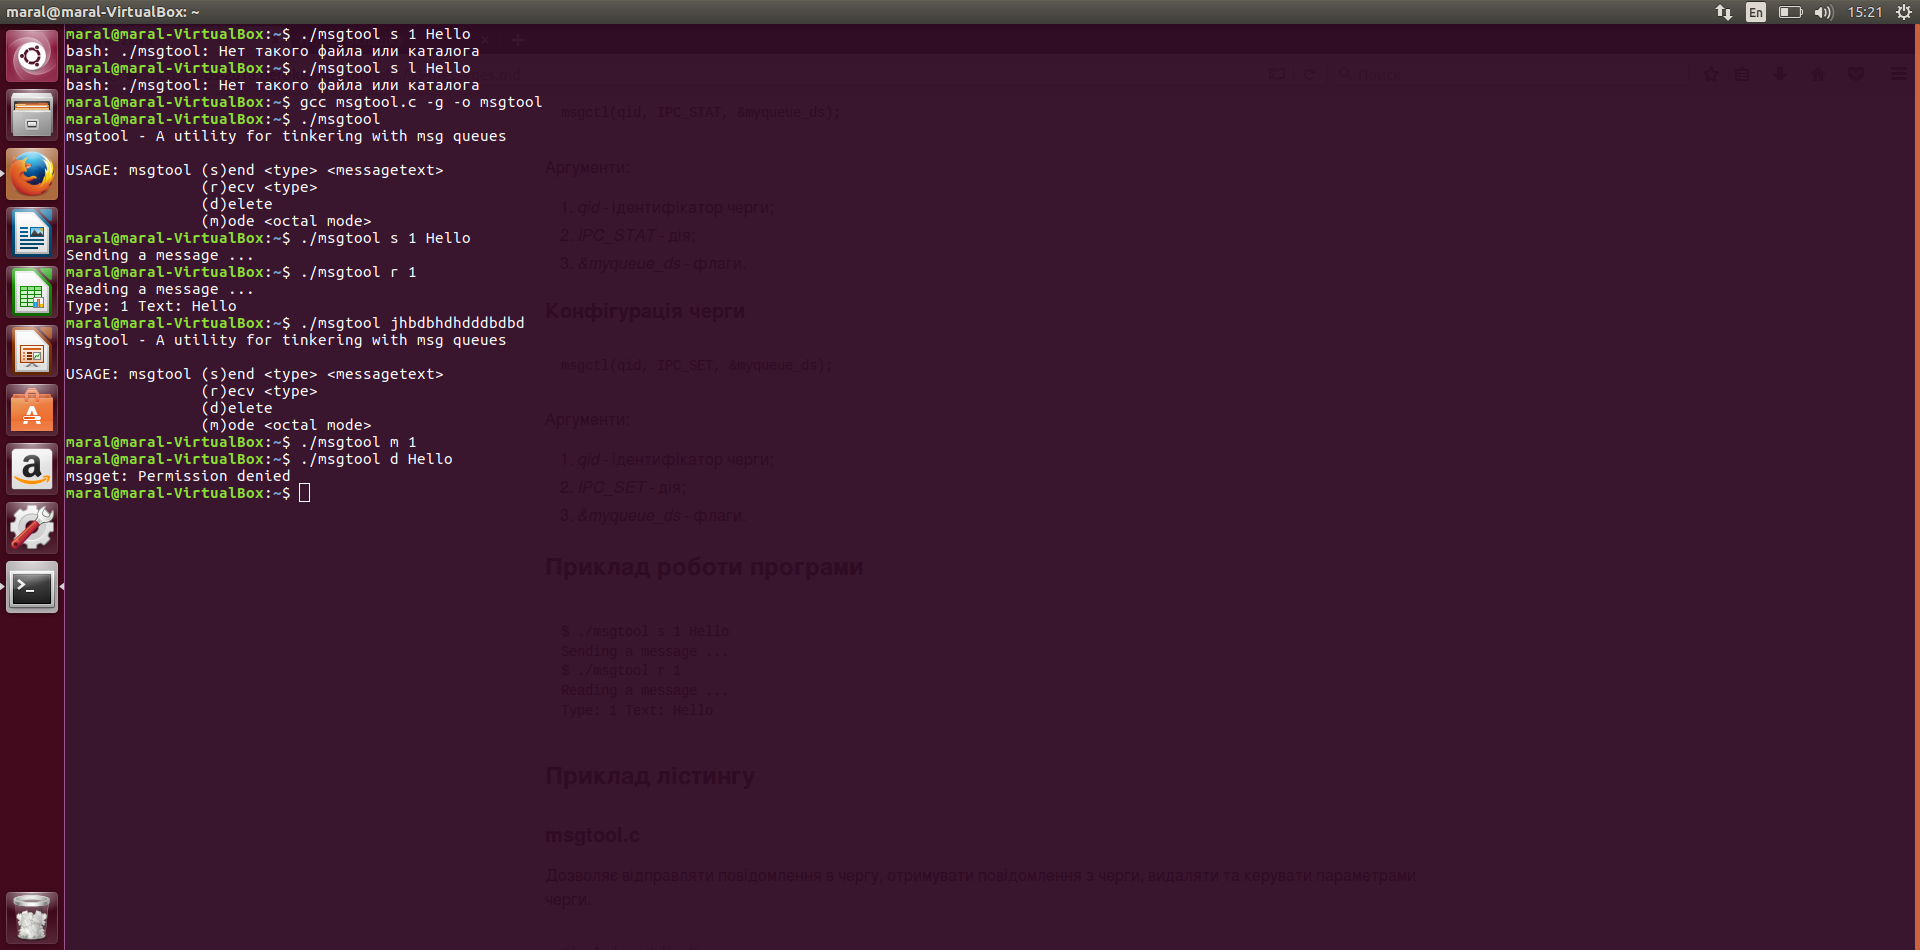 maral@maral-VirtualBox: ~
En
15:21
maral@maral-VirtualBox:~$ ./msgtool s 1 Hello
bash: ./msgtool: Нет такого файла или каталога
maral@maral-VirtualBox:~$ ./msgtool s l Hello
bash: ./msgtool: Нет такого файла или каталога
maral@maral-VirtualBox:~$ gcc msgtool.c -g -o msgtool
maral@maral-VirtualBox:~$ ./msgtool
msgtool - A utility for tinkering with msg queues
USAGE: msgtool (s)end <type> <messagetext>
(r)ecv <type>
(d)elete
(m)ode <octal mode>
maral@maral-VirtualBox:~$ ./msgtool s 1 Hello
Sending a message ...
maral@maral-VirtualBox:~$ ./msgtool r 1
Reading a message ...
Type: 1 Text: Hello
maral@maral-VirtualBox:~$ ./msgtool jhbdbhdhdddbdbd
msgtool - A utility for tinkering with msg queues
USAGE: msgtool (s)end <type> <messagetext>
(r)ecv <type>
(d)elete
(m)ode <octal mode>
maral@maral-VirtualBox:~$ ./msgtool m 1
maral@maral-VirtualBox:~$ ./msgtool d Hello
msgget: Permission denied
maral@maral-VirtualBox:~$
Поиск
msgctl(qid, IPC_STAT, &myqueue_ds);
Аргументи:
1. qid - ідентифікатор черги;
2. IPC_STAT - дія;
3. &myqueue_ds - флаги.
Конфігурація черги
msgctl(qid, IPC_SET, &myqueue_ds);
Аргументи:
1. qid - ідентифікатор черги;
2. IPC_SET - дія;
3. &myqueue_ds - флаги.
Приклад роботи програми
$ ./msgtool s 1 Hello
Sending a message ...
$ ./msgtool r 1
Reading a message ...
Type: 1 Text: Hello
Приклад лістингу
msgtool.c
Дозволяє відправляти повідомлення в чергу, отримувати повідомлення з черги, видаляти та керувати параметрами
черги.